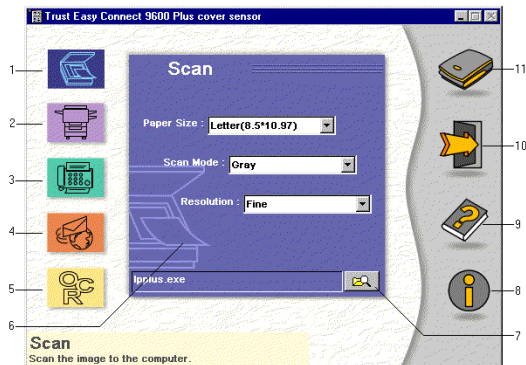 Trust Easy Connect 9600 Plus cover sensor
Scan
Paper Size :
Letter(8.5*10.97)
Scan Mode :
Gray
Resolution :
Fine
Ipplus.exe
OCR
Scan
Scan the image to the computer.
1
2
3
4
5
6
7
8
9
10
11